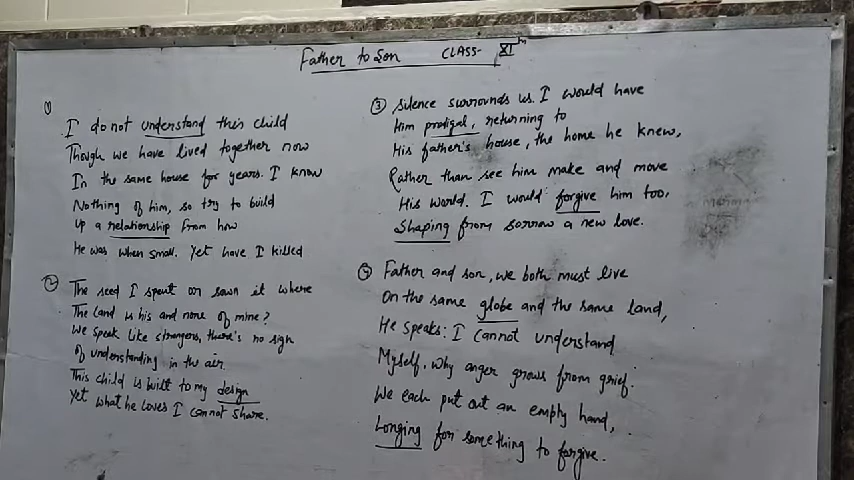 Father to Son CLASS- XIth
①
I do not understand this child
Though we have lived together now
In the same house for years. I know
Nothing of him, so try to build
Up a relationship from how
He was when small. Yet have I killed
②
The seed I spent or sown it where
The land is his and none of mine?
We speak like strangers, there's no sign
of understanding in the air.
This child is built to my design
Yet what he loves I cannot share.
③ Silence surrounds us. I would have
Him prodigal, returning to
His father's house, the home he knew,
Rather than see him make and move
His world. I would forgive him too,
Shaping from sorrow a new love.
Father and son, we both must live
On the same globe and the same land,
He speaks: I cannot understand
Myself, why anger grows from grief.
We each put out an empty hand,
Longing for something to forgive.